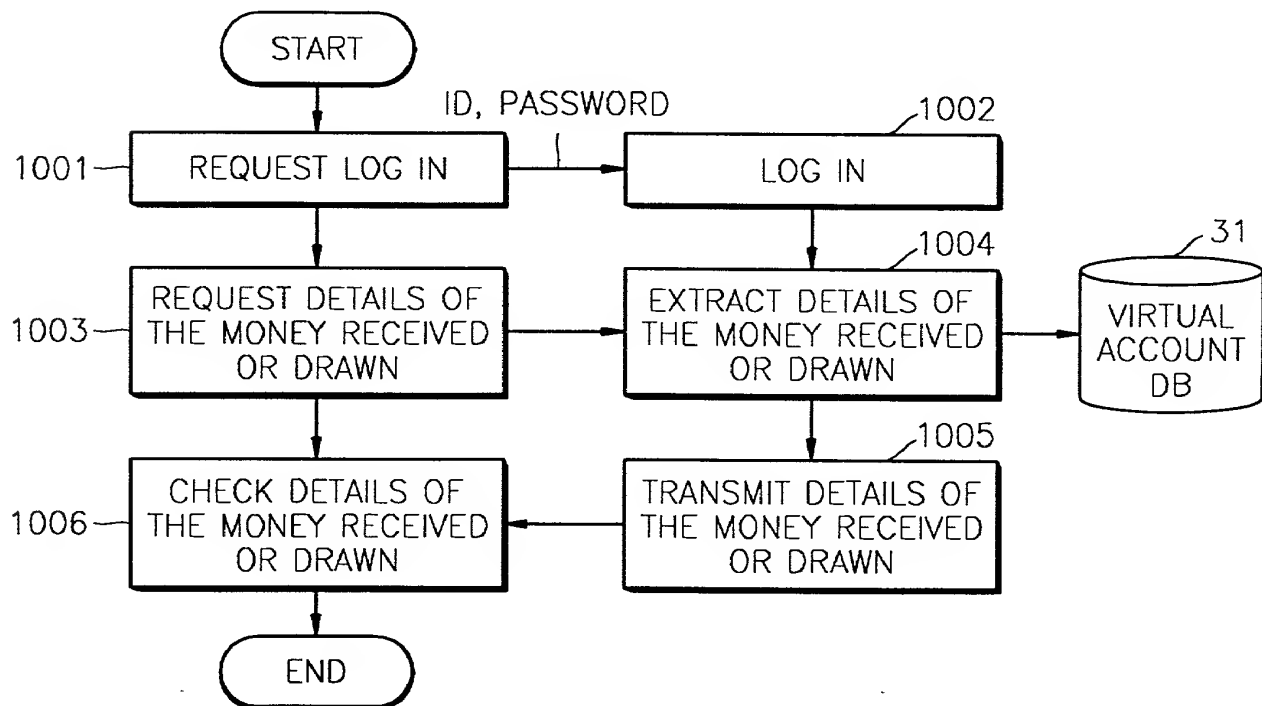 START
ID, PASSWORD
1002
1001
REQUEST LOG IN
LOG IN
31
1004
REQUEST DETAILS OF
THE MONEY RECEIVED
OR DRAWN
1003
EXTRACT DETAILS OF
THE MONEY RECEIVED
OR DRAWN
VIRTUAL
ACCOUNT
DB
1005
CHECK DETAILS OF
THE MONEY RECEIVED
OR DRAWN
1006
TRANSMIT DETAILS OF
THE MONEY RECEIVED
OR DRAWN
END